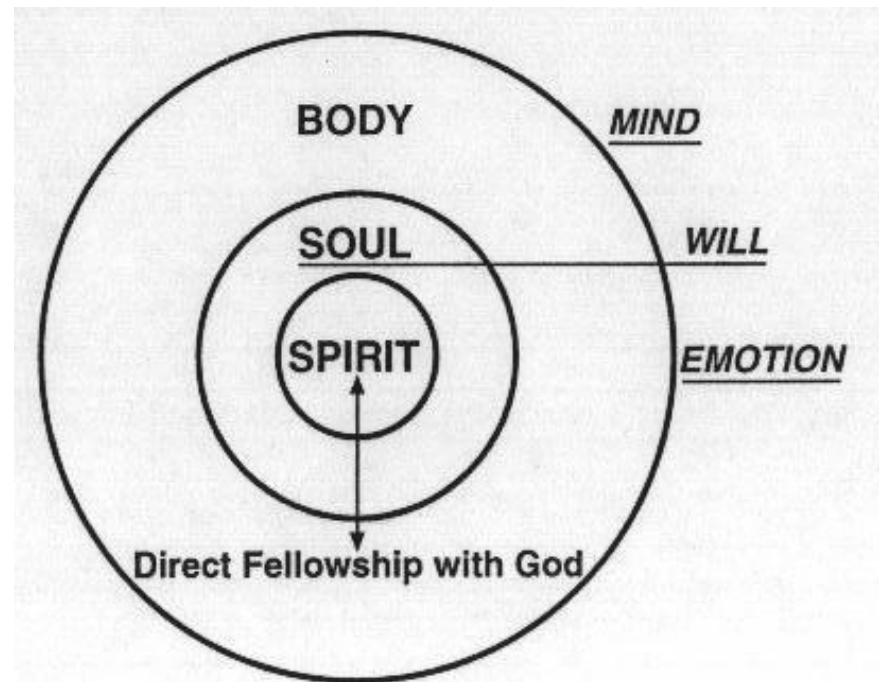 BODY
MIND
SOUL
WILL
SPIRIT
EMOTION
Direct Fellowship with God